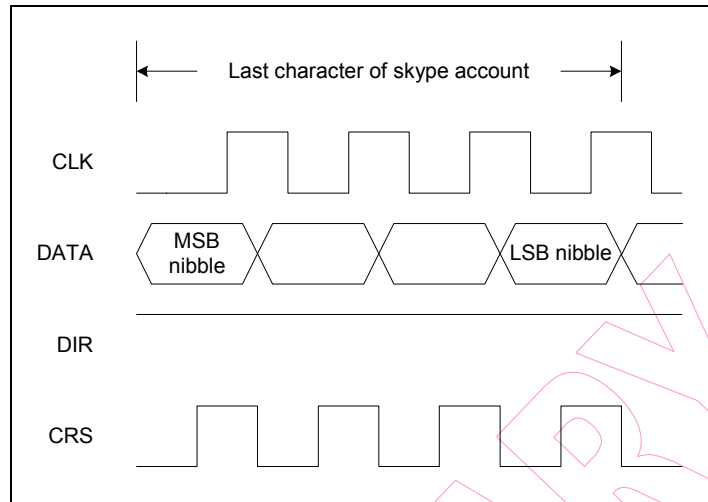 Last character of skype account
CLK
DATA
MSB
nibble
LSB nibble
DIR
CRS